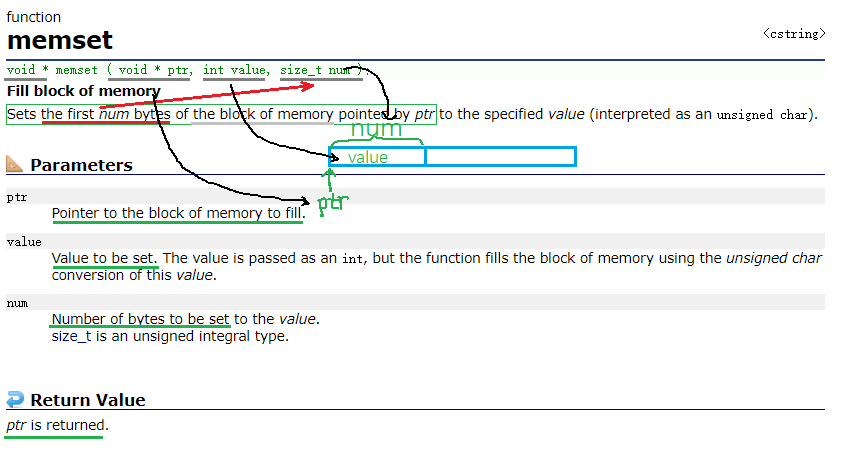 function
memset
<cstring>
void * memset ( void * ptr, int value, size_t num );
Fill block of memory
Sets the first num bytes of the block of memory pointed by ptr to the specified value (interpreted as an unsigned char).
num
value
ptr
Parameters
ptr
Pointer to the block of memory to fill.
value
Value to be set. The value is passed as an int, but the function fills the block of memory using the unsigned char
conversion of this value.
num
Number of bytes to be set to the value.
size_t is an unsigned integral type.
Return Value
ptr is returned.